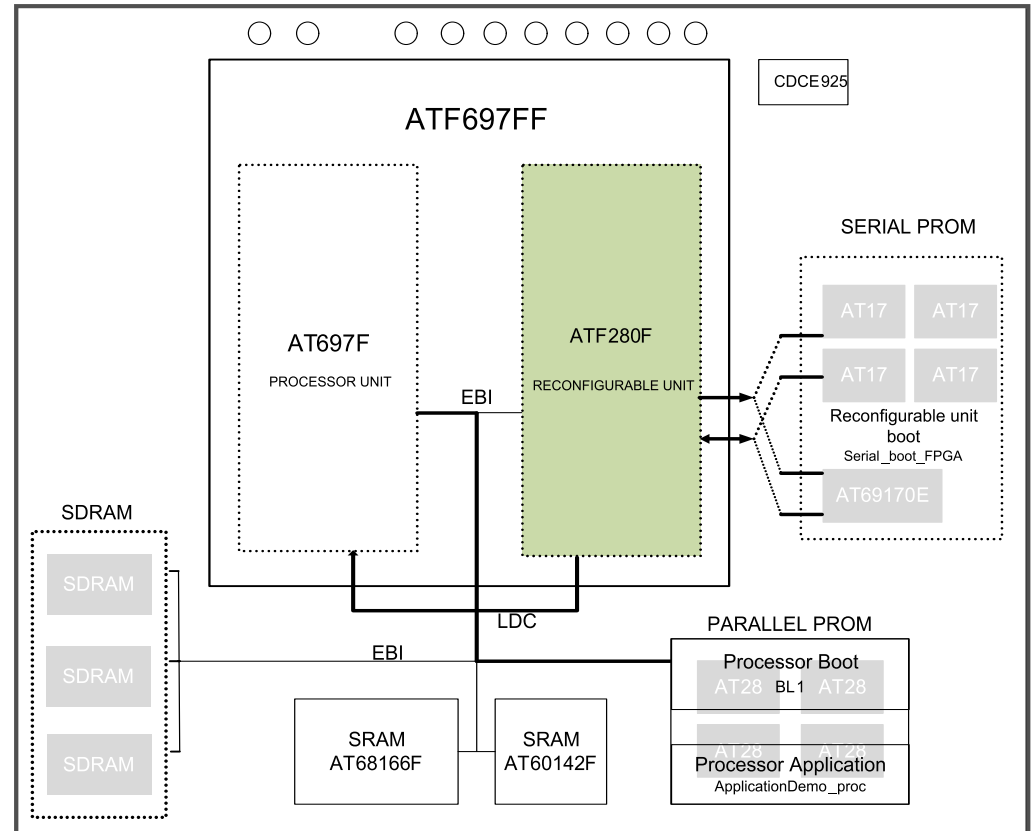 CDCE925
ATF697FF
SERIAL PROM
AT17 AT17
AT17 AT17
Reconfigurable unit
boot
Serial_boot_FPGA
AT69170E
AT697F
PROCESSOR UNIT
ATF280F
RECONFIGURABLE UNIT
EBI
SDRAM
SDRAM
SDRAM
SDRAM
LDC
EBI
PARALLEL PROM
Processor Boot
AT28 AT28
BL1
AT28 AT28
Processor Application
ApplicationDemo_proc
SRAM
AT68166F
SRAM
AT60142F